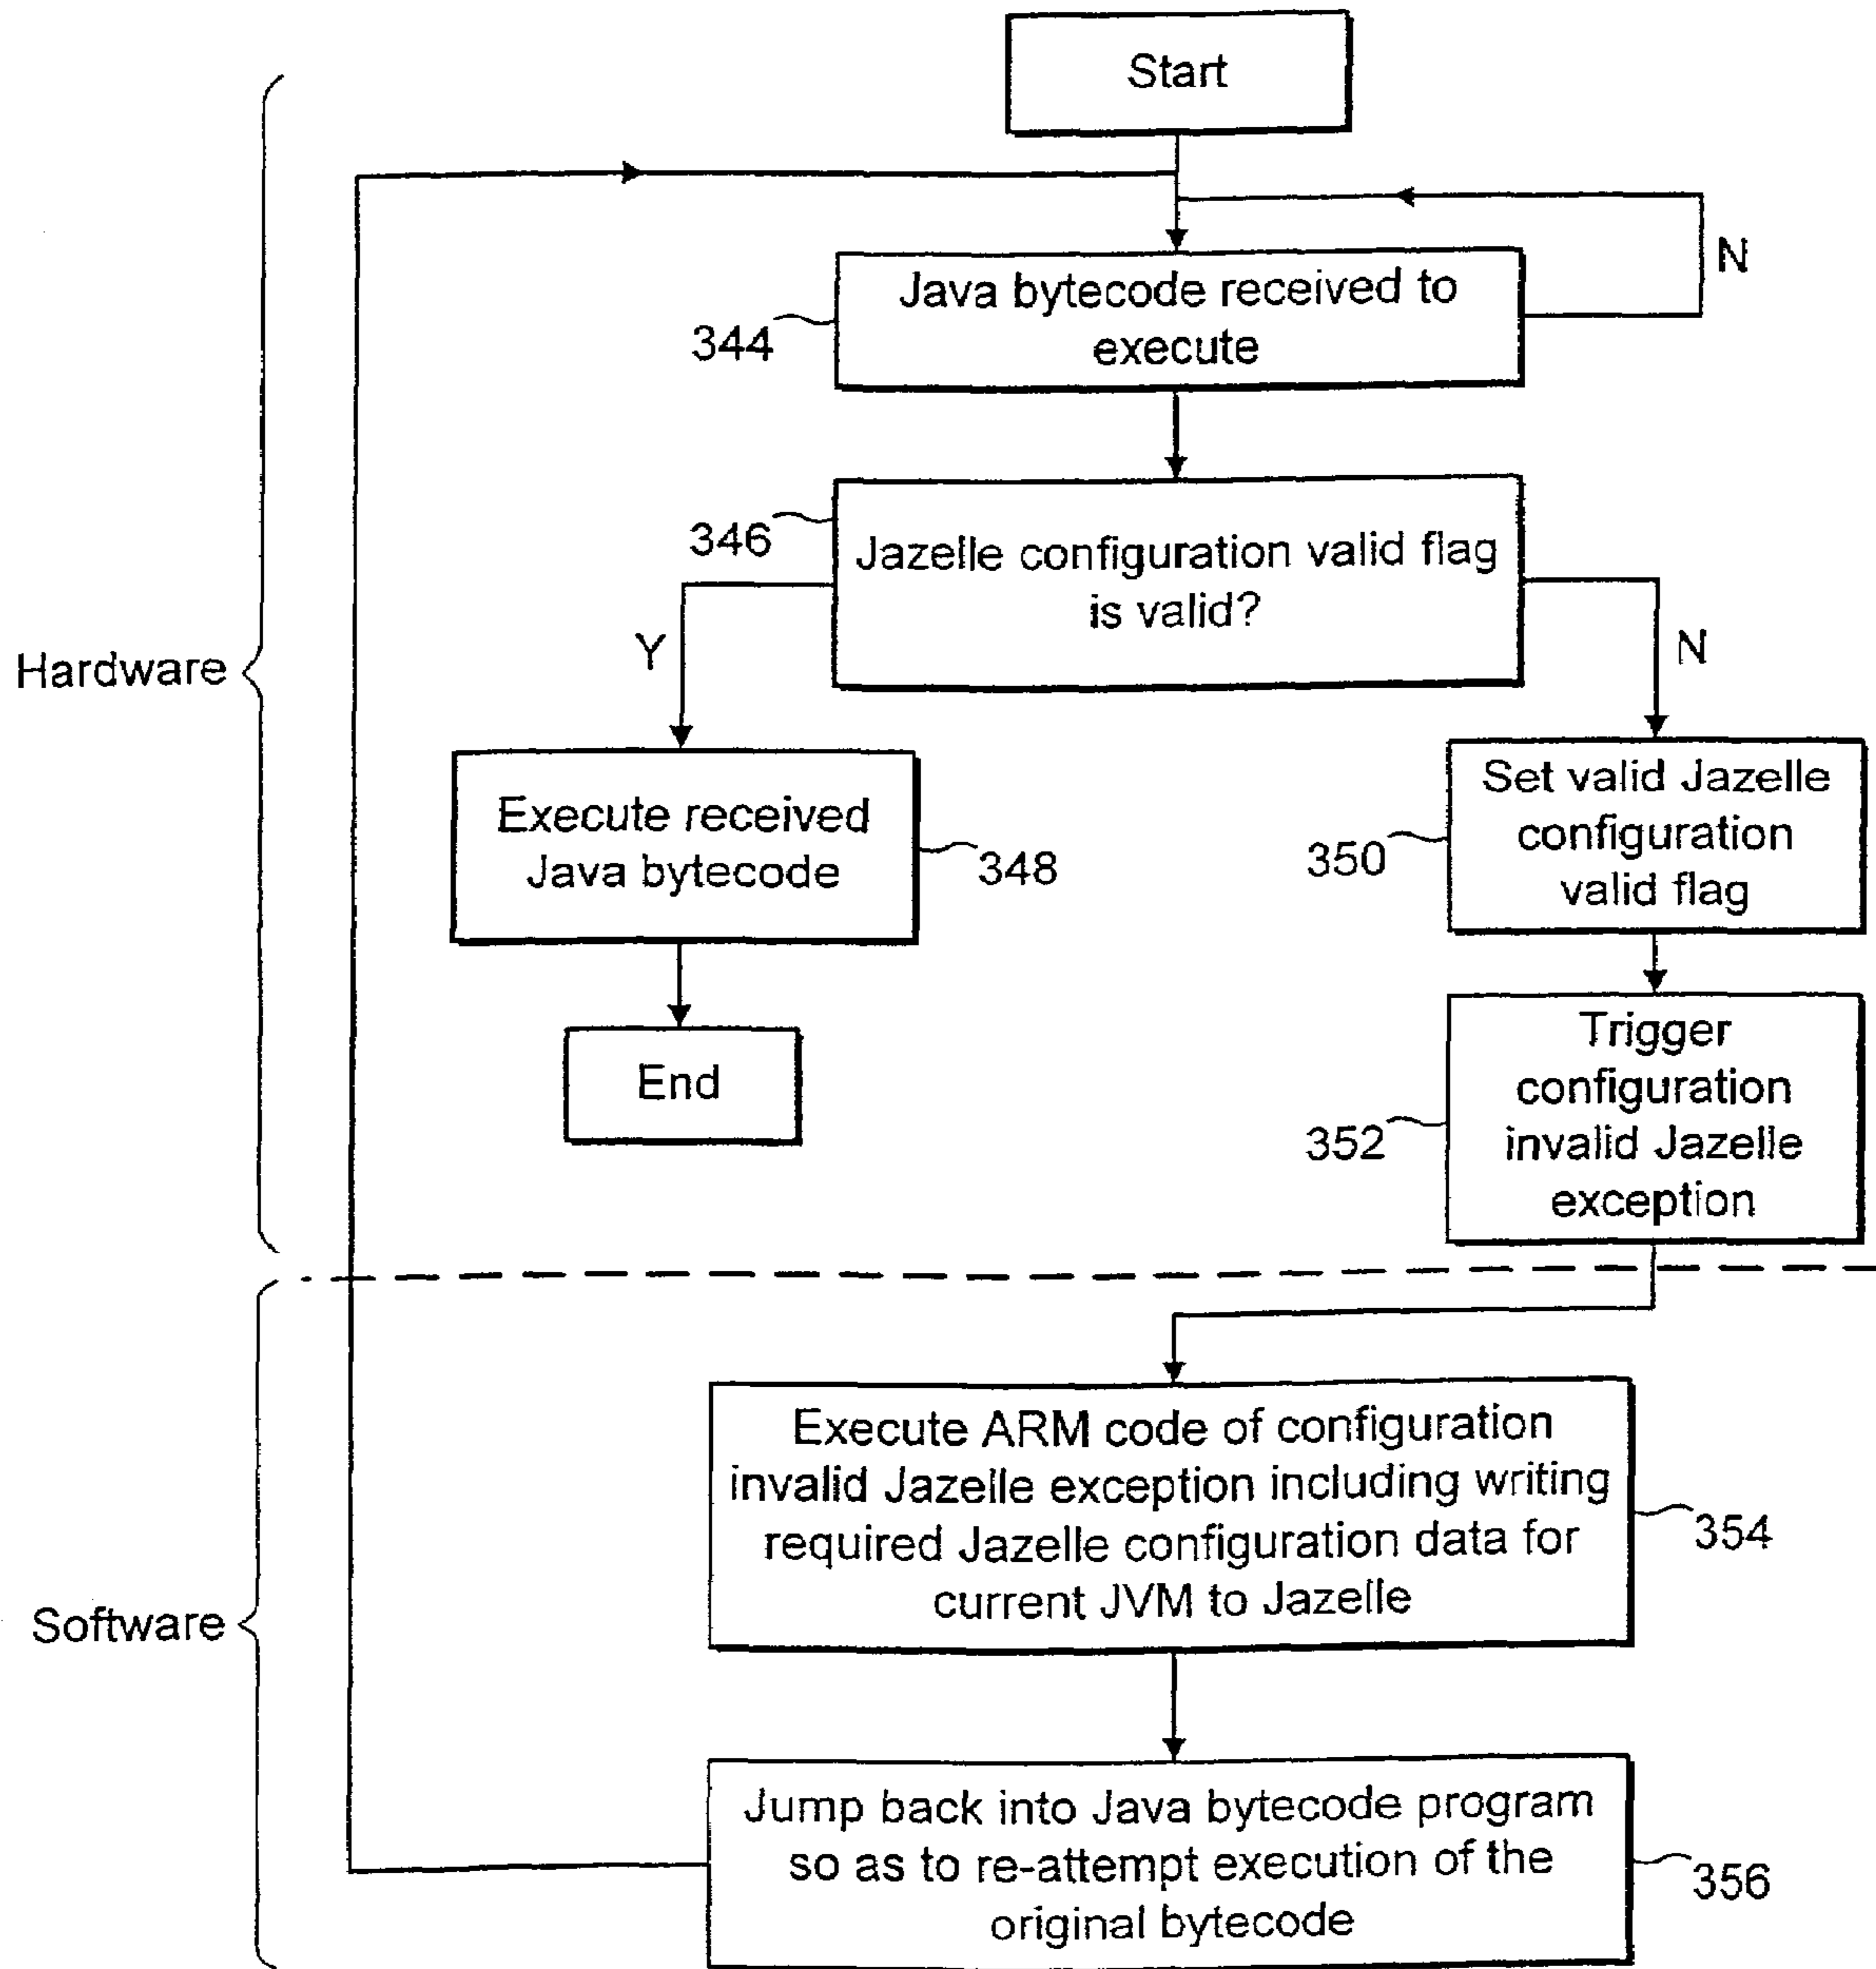 Start
N
Java bytecode received to
execute
344
346
Jazelle configuration valid flag
is valid?
Y
N
Hardware
Execute received
Java bytecode
348
Set valid Jazelle
configuration
valid flag
350
End
Trigger
configuration
invalid Jazelle
exception
352
Execute ARM code of configuration
invalid Jazelle exception including writing
required Jazelle configuration data for
current JVM to Jazelle
354
Software
Jump back into Java bytecode program
so as to re-attempt execution of the
original bytecode
356